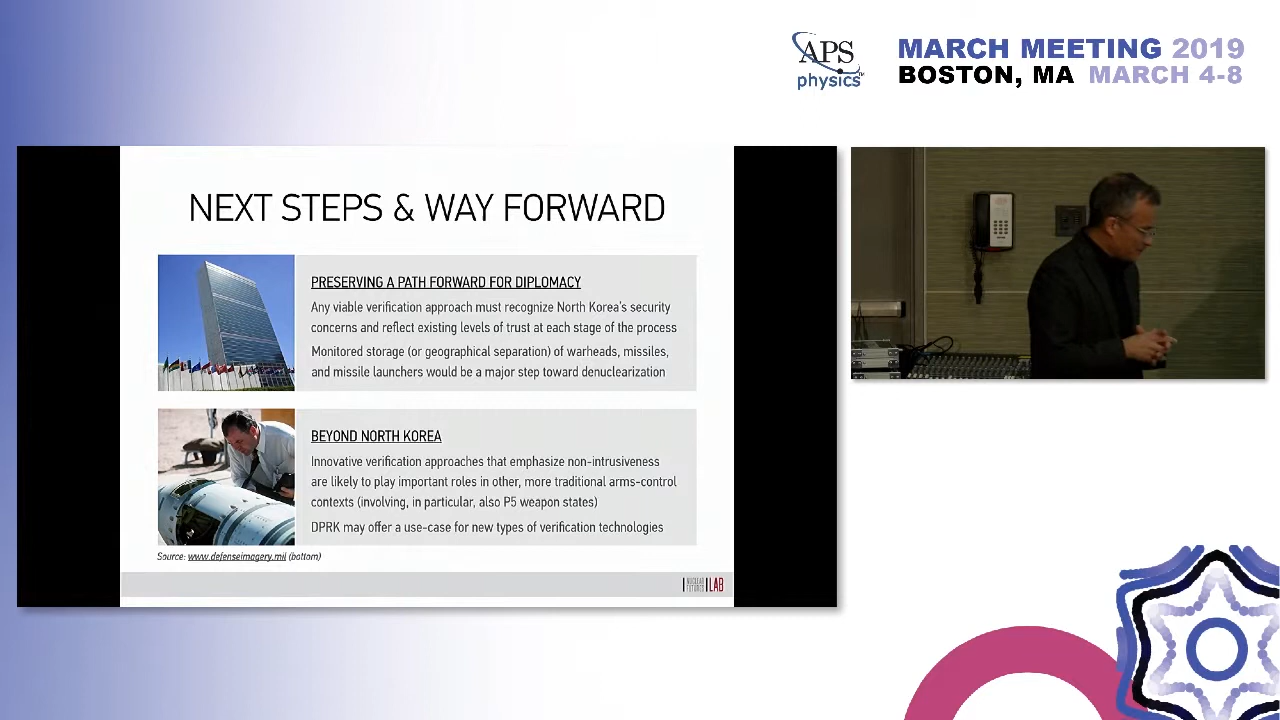 APS
physics
MARCH MEETING 2019
BOSTON, MA MARCH 4-8
NEXT STEPS & WAY FORWARD
PRESERVING A PATH FORWARD FOR DIPLOMACY
Any viable verification approach must recognize North Korea's security
concerns and reflect existing levels of trust at each stage of the process
Monitored storage (or geographical separation) of warheads, missiles,
and missile launchers would be a major step toward denuclearization
BEYOND NORTH KOREA
Innovative verification approaches that emphasize non-intrusiveness
are likely to play important roles in other, more traditional arms-control
contexts (involving, in particular, also P5 weapon states)
DPRK may offer a use-case for new types of verification technologies
Source: www.defenseimagery.mil (bottom)
NUCLEAR
FUTURES LAB